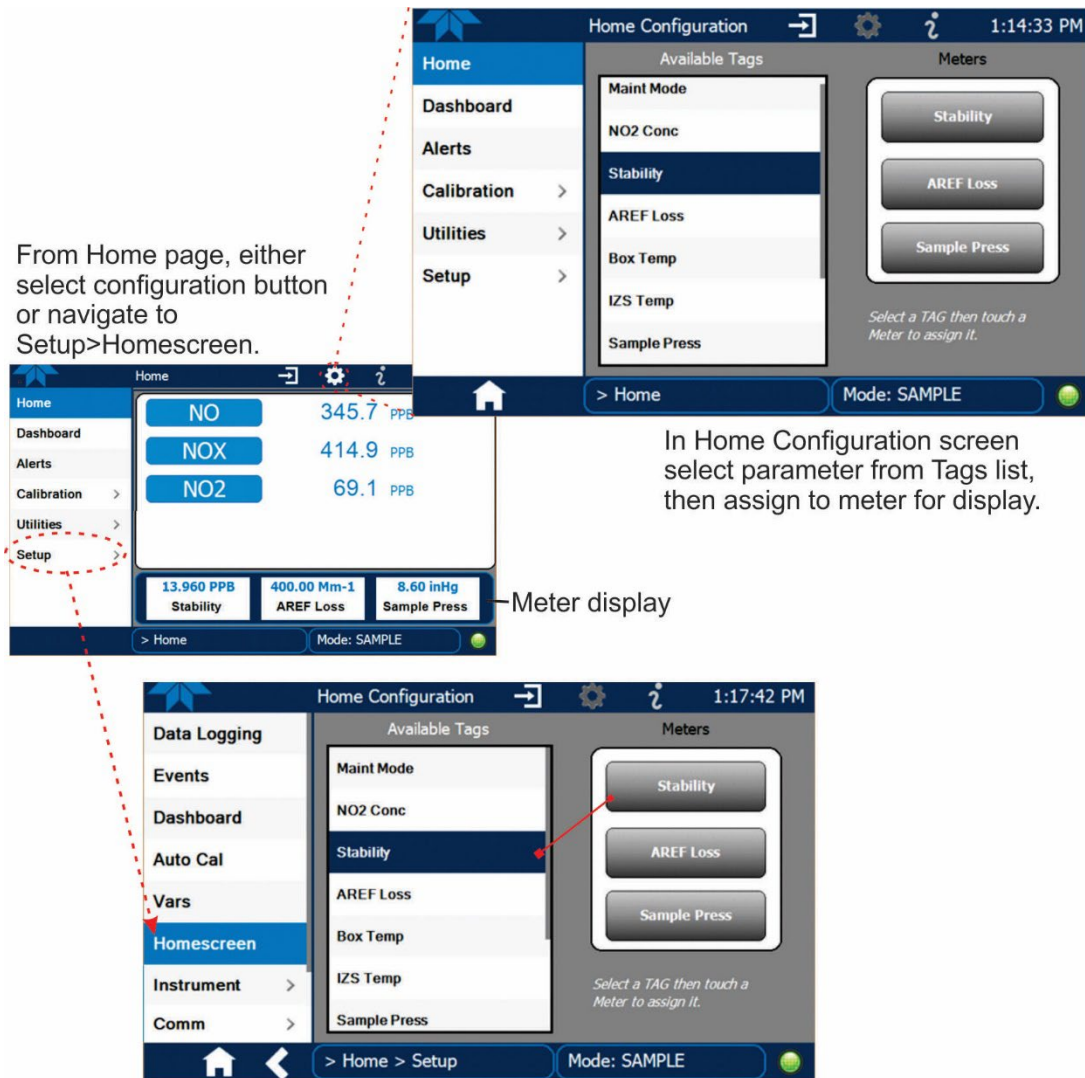 Home Configuration 1:14:33 PM
Home
Dashboard
Alerts
Calibration >
Utilities >
Setup >
Available Tags
Maint Mode
NO2 Conc
Stability
AREF Loss
Box Temp
IZS Temp
Sample Press
Meters
Stability
AREF Loss
Sample Press
Select a TAG then touch a
Meter to assign it.
> Home
Mode: SAMPLE
In Home Configuration screen
select parameter from Tags list,
then assign to meter for display.
From Home page, either
select configuration button
or navigate to
Setup>Homescreen.
Home
Home
Dashboard
Alerts
Calibration >
Utilities >
Setup >
NO 345.7 PPB
NOX 414.9 PPB
NO2 69.1 PPB
13.960 PPB
Stability
400.00 Mm-1
AREF Loss
8.60 inHg
Sample Press
Meter display
> Home
Mode: SAMPLE
Home Configuration 1:17:42 PM
Data Logging
Events
Dashboard
Auto Cal
Vars
Homescreen
Instrument >
Comm >
Available Tags
Maint Mode
NO2 Conc
Stability
AREF Loss
Box Temp
IZS Temp
Sample Press
Meters
Stability
AREF Loss
Sample Press
Select a TAG then touch a
Meter to assign it.
> Home > Setup
Mode: SAMPLE